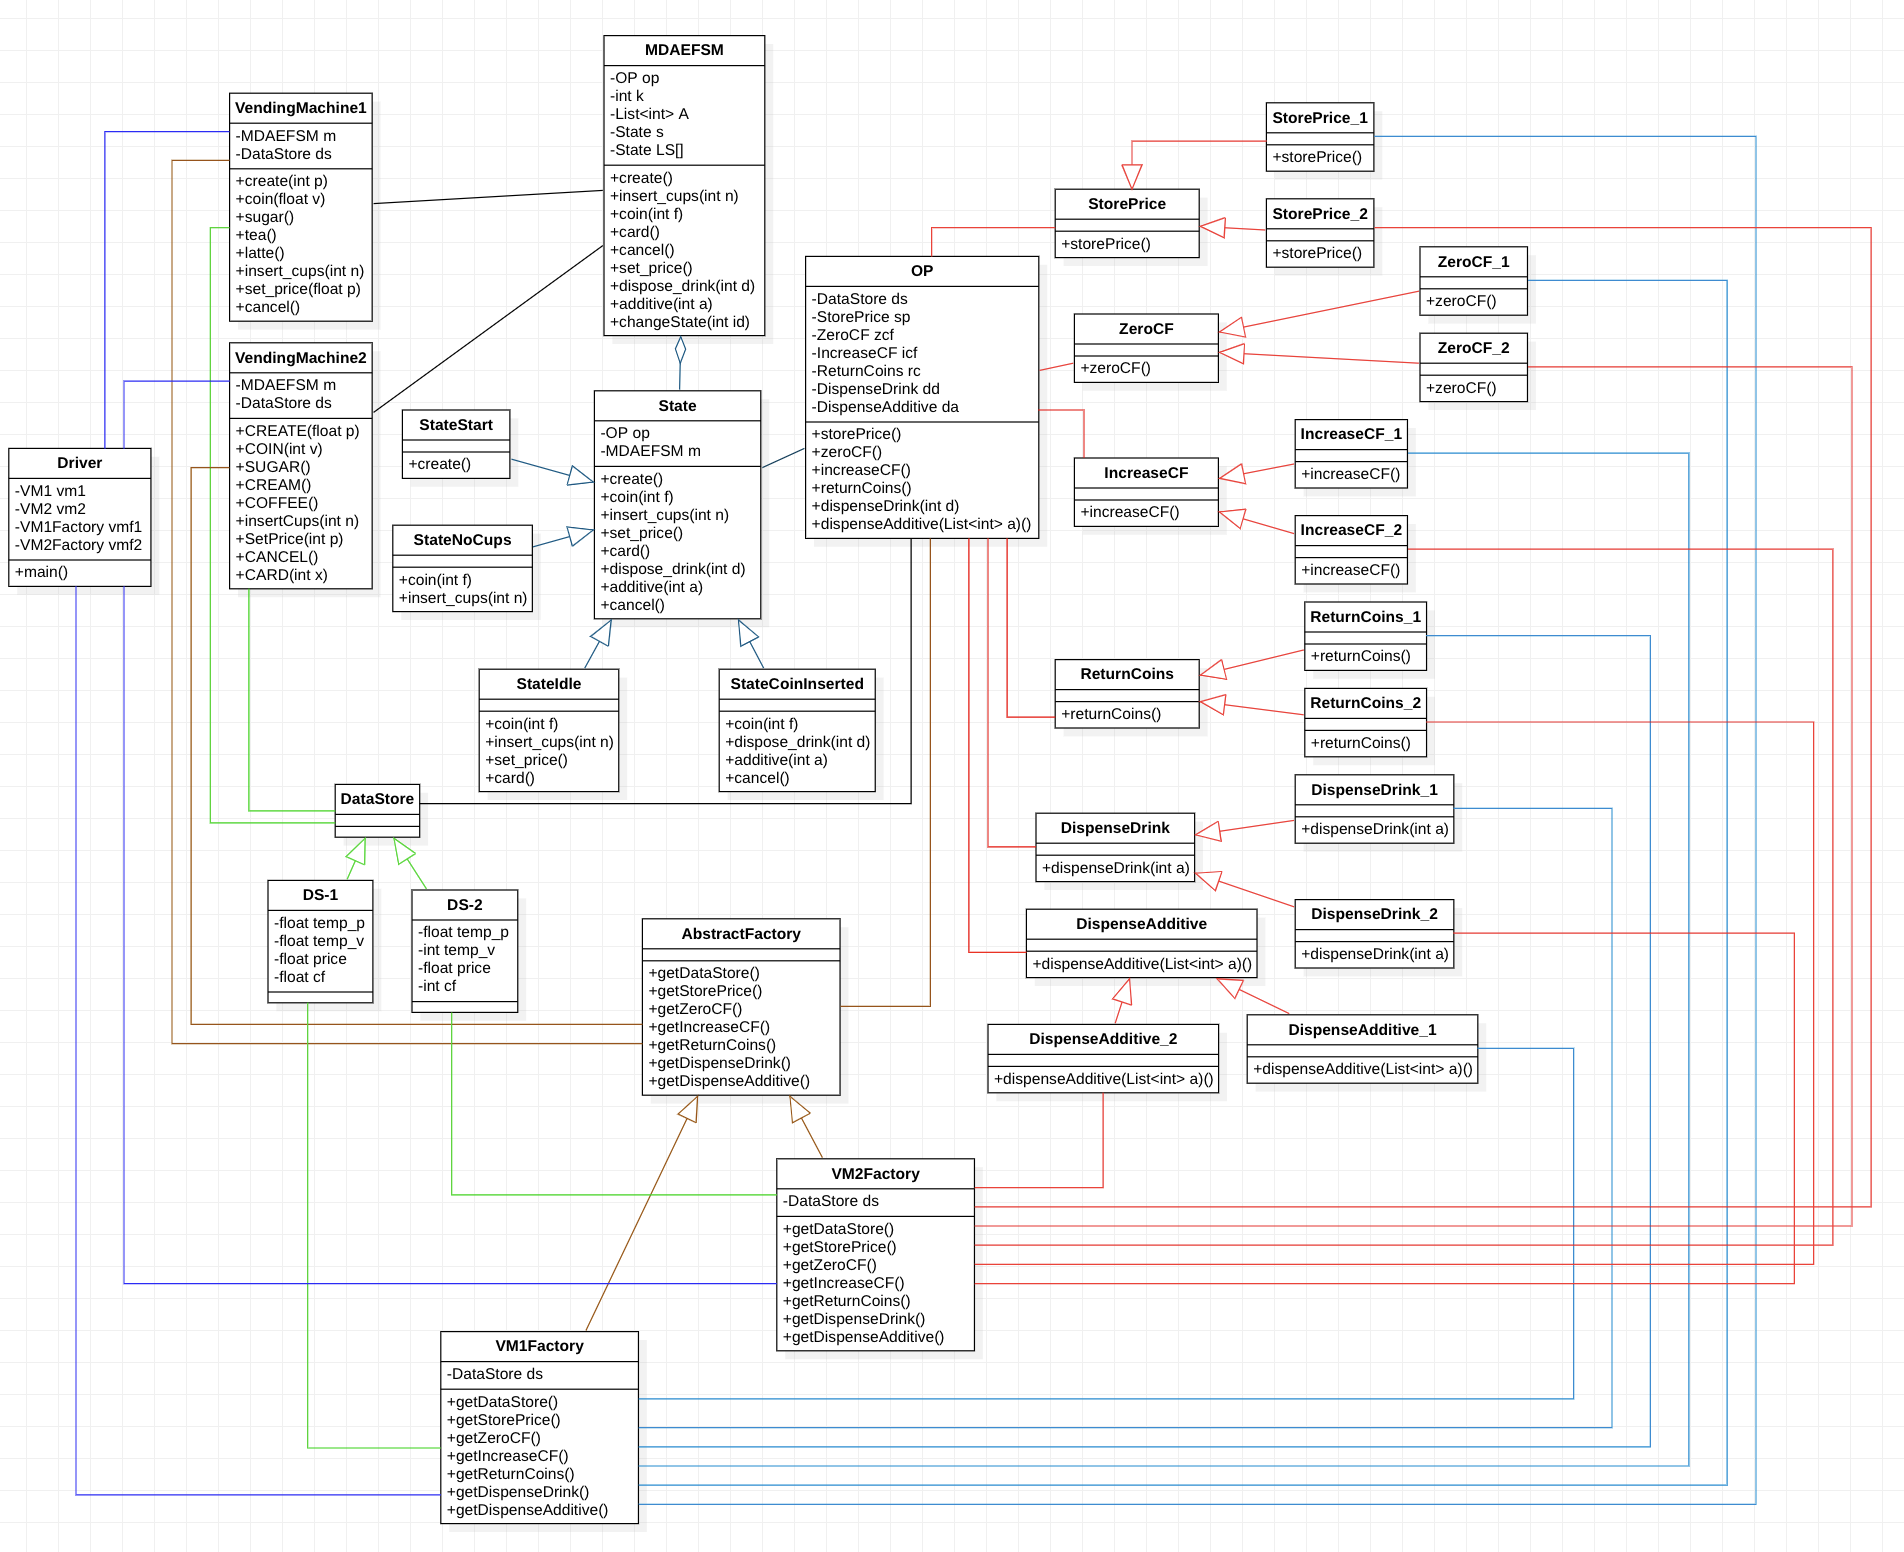 MDAEFSM
-OP op
-int k
-List<int> A
-State s
-State LS[]
+create()
+insert_cups(int n)
+coin(int f)
+card()
+cancel()
+set_price()
+dispose_drink(int d)
+additive(int a)
+changeState(int id)
VendingMachine1
-MDAEFSM m
-DataStore ds
+create(int p)
+coin(float v)
+sugar()
+tea()
+latte()
+insert_cups(int n)
+set_price(float p)
+cancel()
VendingMachine2
-MDAEFSM m
-DataStore ds
+CREATE(float p)
+COIN(int v)
+SUGAR()
+CREAM()
+COFFEE()
+insertCups(int n)
+SetPrice(int p)
+CANCEL()
+CARD(int x)
Driver
-VM1 vm1
-VM2 vm2
-VM1Factory vmf1
-VM2Factory vmf2
+main()
StateStart
+create()
StateNoCups
+coin(int f)
+insert_cups(int n)
State
-OP op
-MDAEFSM m
+create()
+coin(int f)
+insert_cups(int n)
+set_price()
+card()
+dispose_drink(int d)
+additive(int a)
+cancel()
StateIdle
+coin(int f)
+insert_cups(int n)
+set_price()
+card()
StateCoinInserted
+coin(int f)
+dispose_drink(int d)
+additive(int a)
+cancel()
OP
-DataStore ds
-StorePrice sp
-ZeroCF zcf
-IncreaseCF icf
-ReturnCoins rc
-DispenseDrink dd
-DispenseAdditive da
+storePrice()
+zeroCF()
+increaseCF()
+returnCoins()
+dispenseDrink(int d)
+dispenseAdditive(List<int> a)()
StorePrice
+storePrice()
StorePrice_1
+storePrice()
StorePrice_2
+storePrice()
ZeroCF
+zeroCF()
ZeroCF_1
+zeroCF()
ZeroCF_2
+zeroCF()
IncreaseCF
+increaseCF()
IncreaseCF_1
+increaseCF()
IncreaseCF_2
+increaseCF()
ReturnCoins
+returnCoins()
ReturnCoins_1
+returnCoins()
ReturnCoins_2
+returnCoins()
DispenseDrink
+dispenseDrink(int a)
DispenseDrink_1
+dispenseDrink(int a)
DispenseDrink_2
+dispenseDrink(int a)
DispenseAdditive
+dispenseAdditive(List<int> a)()
DispenseAdditive_2
+dispenseAdditive(List<int> a)()
DispenseAdditive_1
+dispenseAdditive(List<int> a)()
DataStore
DS-1
-float temp_p
-float temp_v
-float price
-float cf
DS-2
-float temp_p
-int temp_v
-float price
-int cf
AbstractFactory
+getDataStore()
+getStorePrice()
+getZeroCF()
+getIncreaseCF()
+getReturnCoins()
+getDispenseDrink()
+getDispenseAdditive()
VM2Factory
-DataStore ds
+getDataStore()
+getStorePrice()
+getZeroCF()
+getIncreaseCF()
+getReturnCoins()
+getDispenseDrink()
+getDispenseAdditive()
VM1Factory
-DataStore ds
+getDataStore()
+getStorePrice()
+getZeroCF()
+getIncreaseCF()
+getReturnCoins()
+getDispenseDrink()
+getDispenseAdditive()